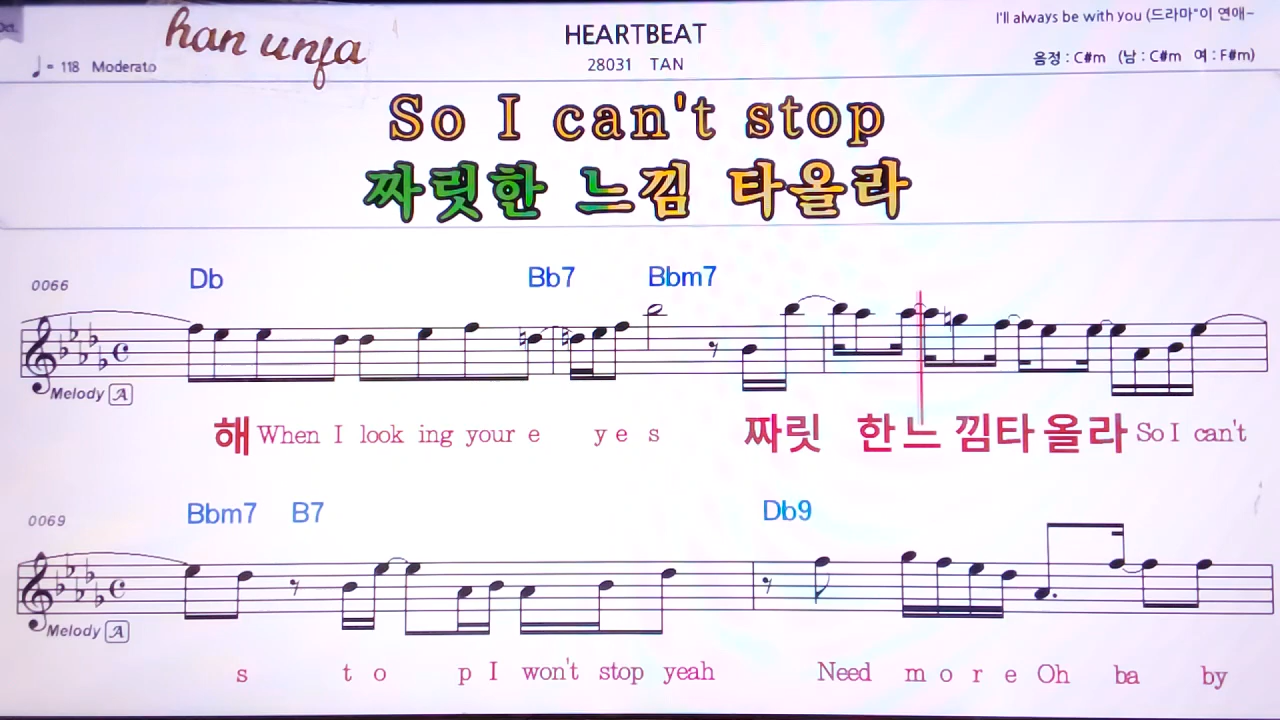 Oct.
han unja
HEARTBEAT
I'll always be with you (드라마"이 연애~
♩= 118 Moderato
28031 TAN
음정 : C#m (남 : C#m 여 : F#m)
So I can't stop
짜릿한 느낌 타올라
0066 Db Bb7 Bbm7
Melody A
해 When I look ing your e y e s 짜릿 한 느 낌타 올라 So I can't
0069 Bbm7 B7 Db9
Melody A
s t o p I won't stop yeah Need m o r e Oh ba by